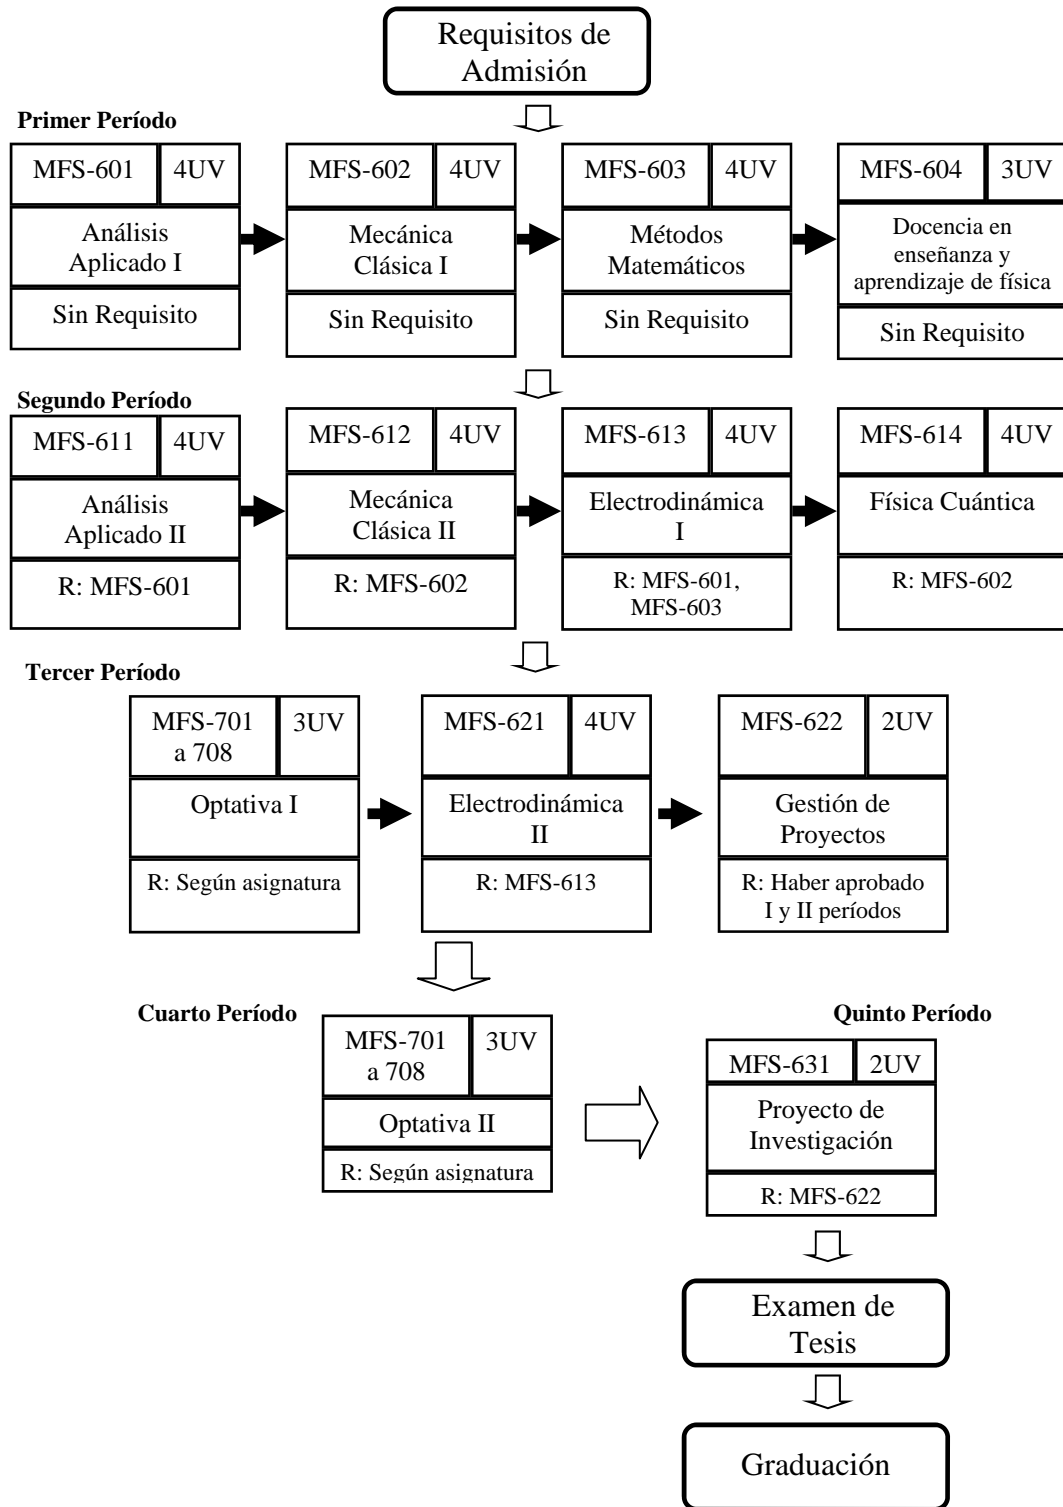 Requisitos de
Admisión
Primer Período
MFS-601 4UV
Análisis
Aplicado I
Sin Requisito
MFS-602 4UV
Mecánica
Clásica I
Sin Requisito
MFS-603 4UV
Métodos
Matemáticos
Sin Requisito
MFS-604 3UV
Docencia en
enseñanza y
aprendizaje de física
Sin Requisito
Segundo Período
MFS-611 4UV
Análisis
Aplicado II
R: MFS-601
MFS-612 4UV
Mecánica
Clásica II
R: MFS-602
MFS-613 4UV
Electrodinámica
I
R: MFS-601,
MFS-603
MFS-614 4UV
Física Cuántica
R: MFS-602
Tercer Período
MFS-701 3UV
a 708
Optativa I
R: Según asignatura
MFS-621 4UV
Electrodinámica
II
R: MFS-613
MFS-622 2UV
Gestión de
Proyectos
R: Haber aprobado
I y II períodos
Cuarto Período
MFS-701 3UV
a 708
Optativa II
R: Según asignatura
Quinto Período
MFS-631 2UV
Proyecto de
Investigación
R: MFS-622
Examen de
Tesis
Graduación